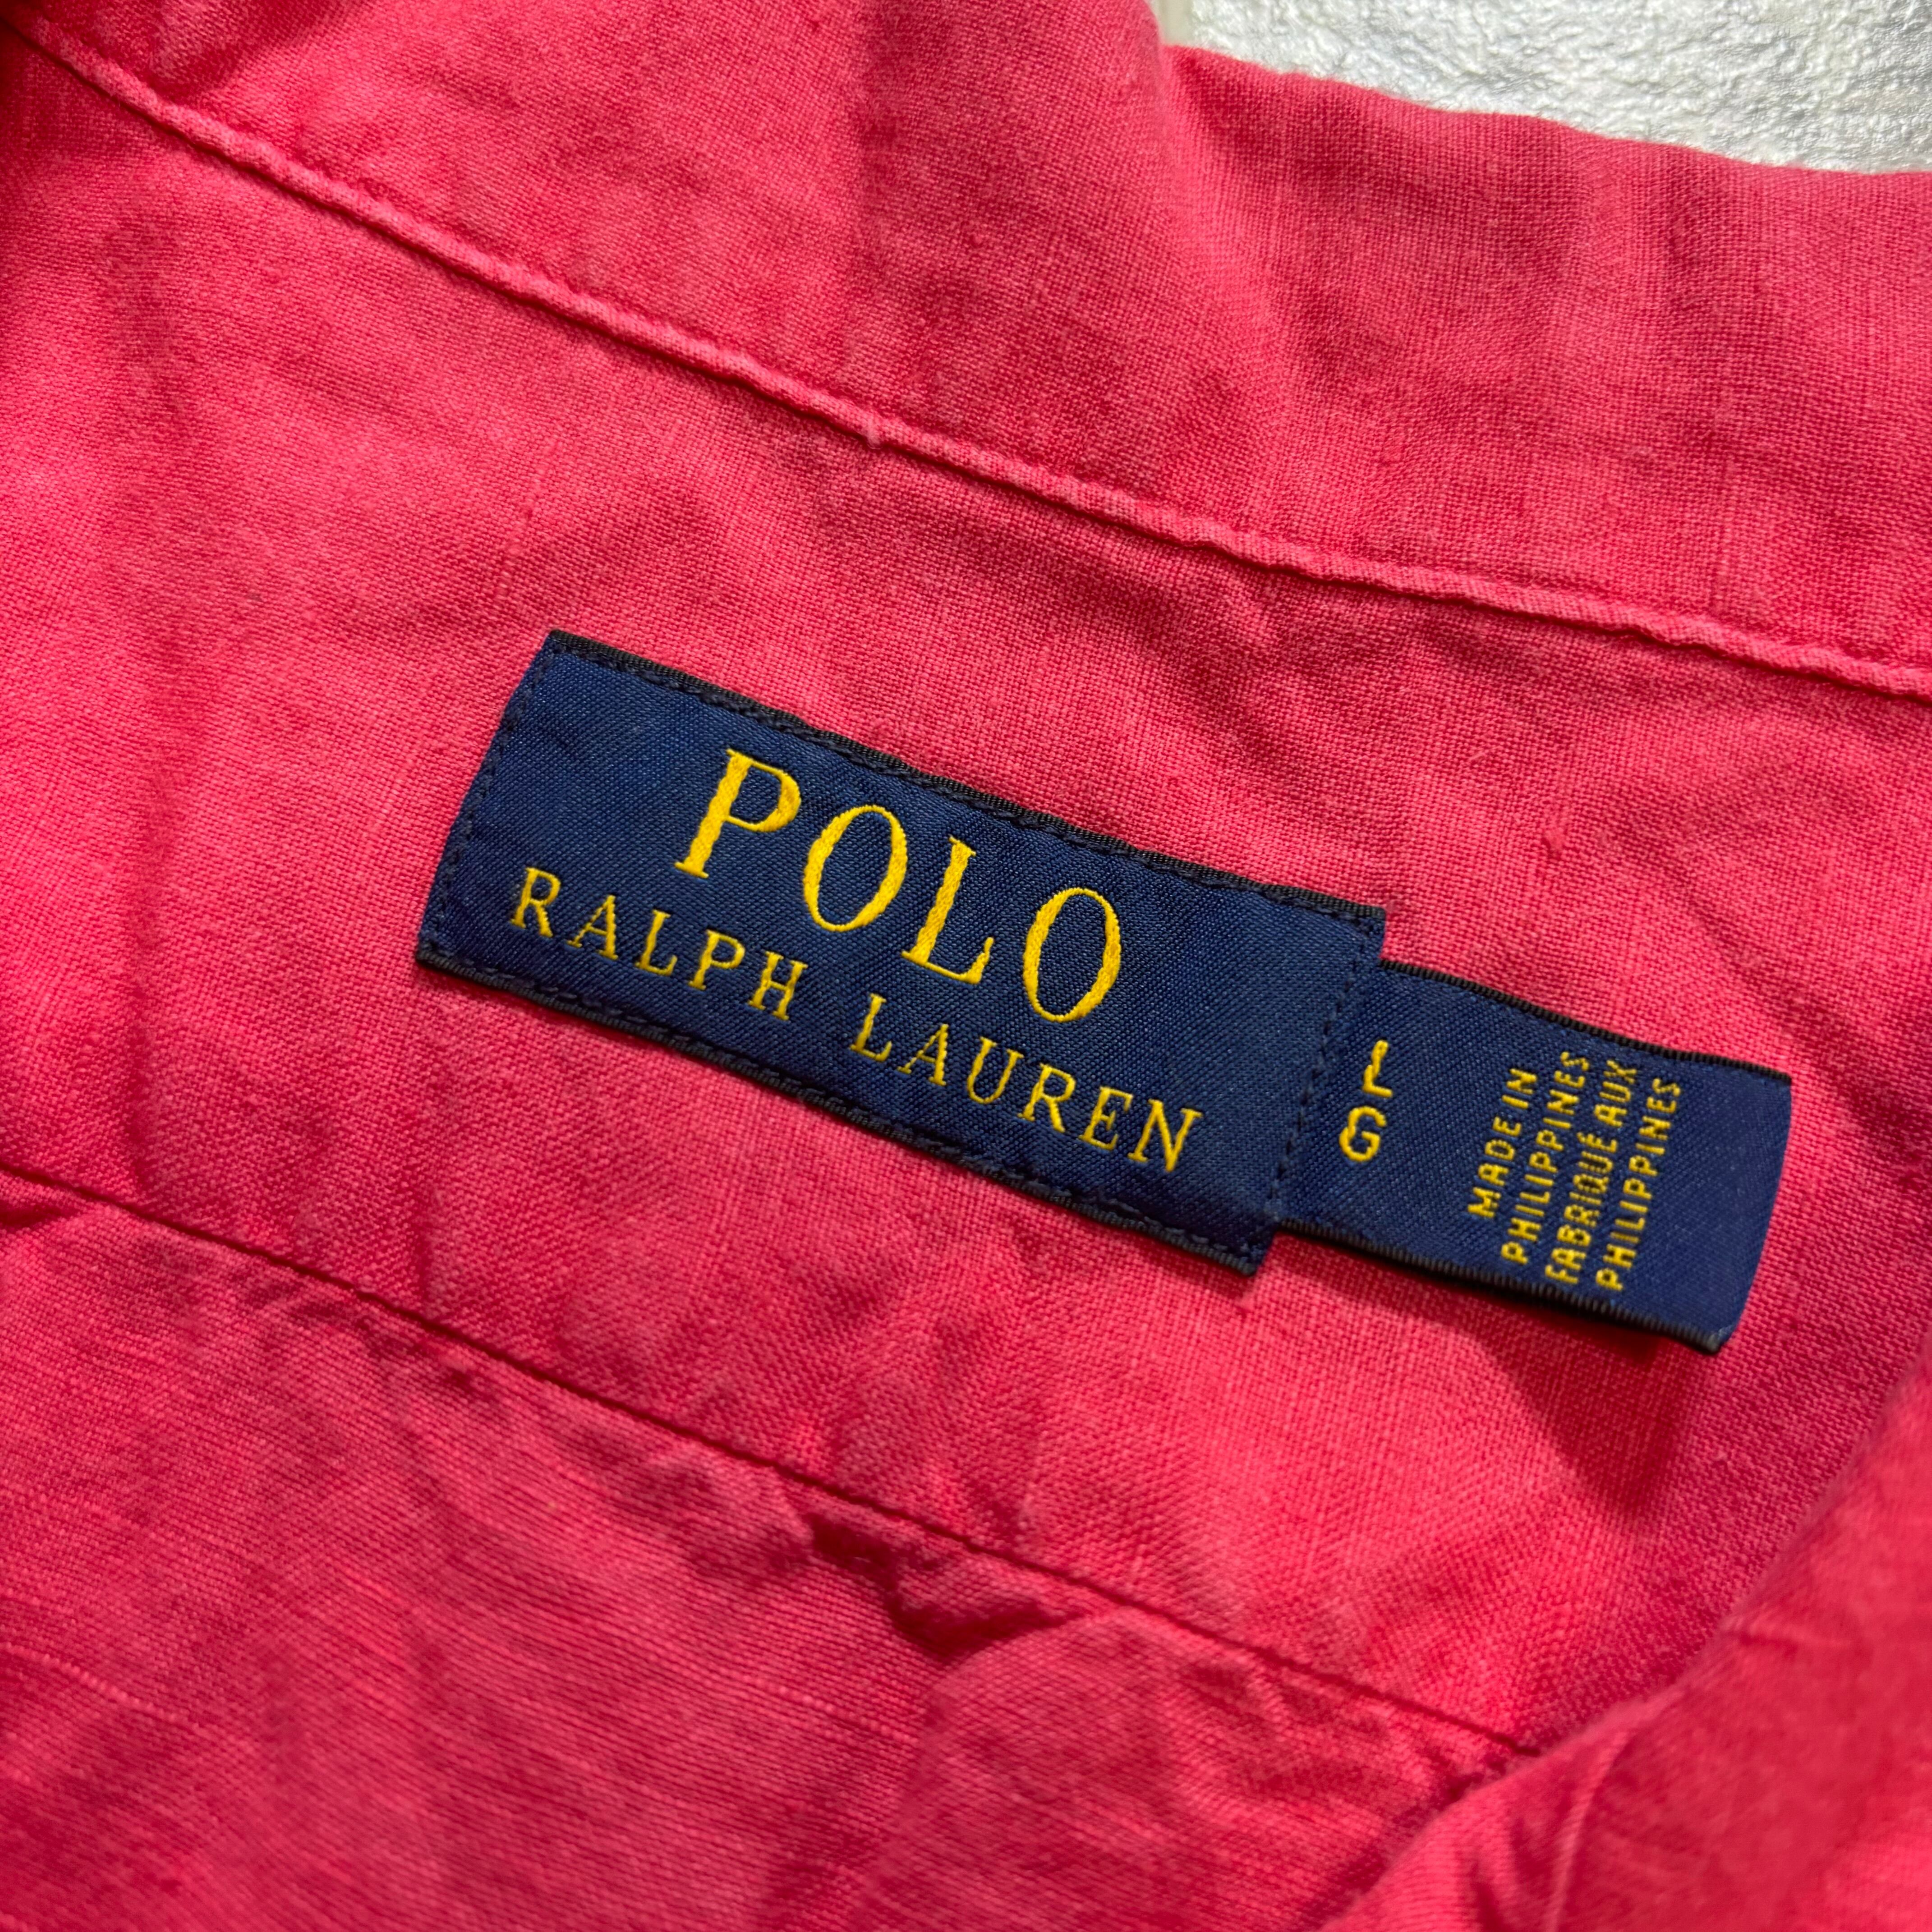 POLO
RALPH LAUREN
L
G
MADE IN
PHILIPPINES
FABRIQUÉ AUX
PHILIPPINES